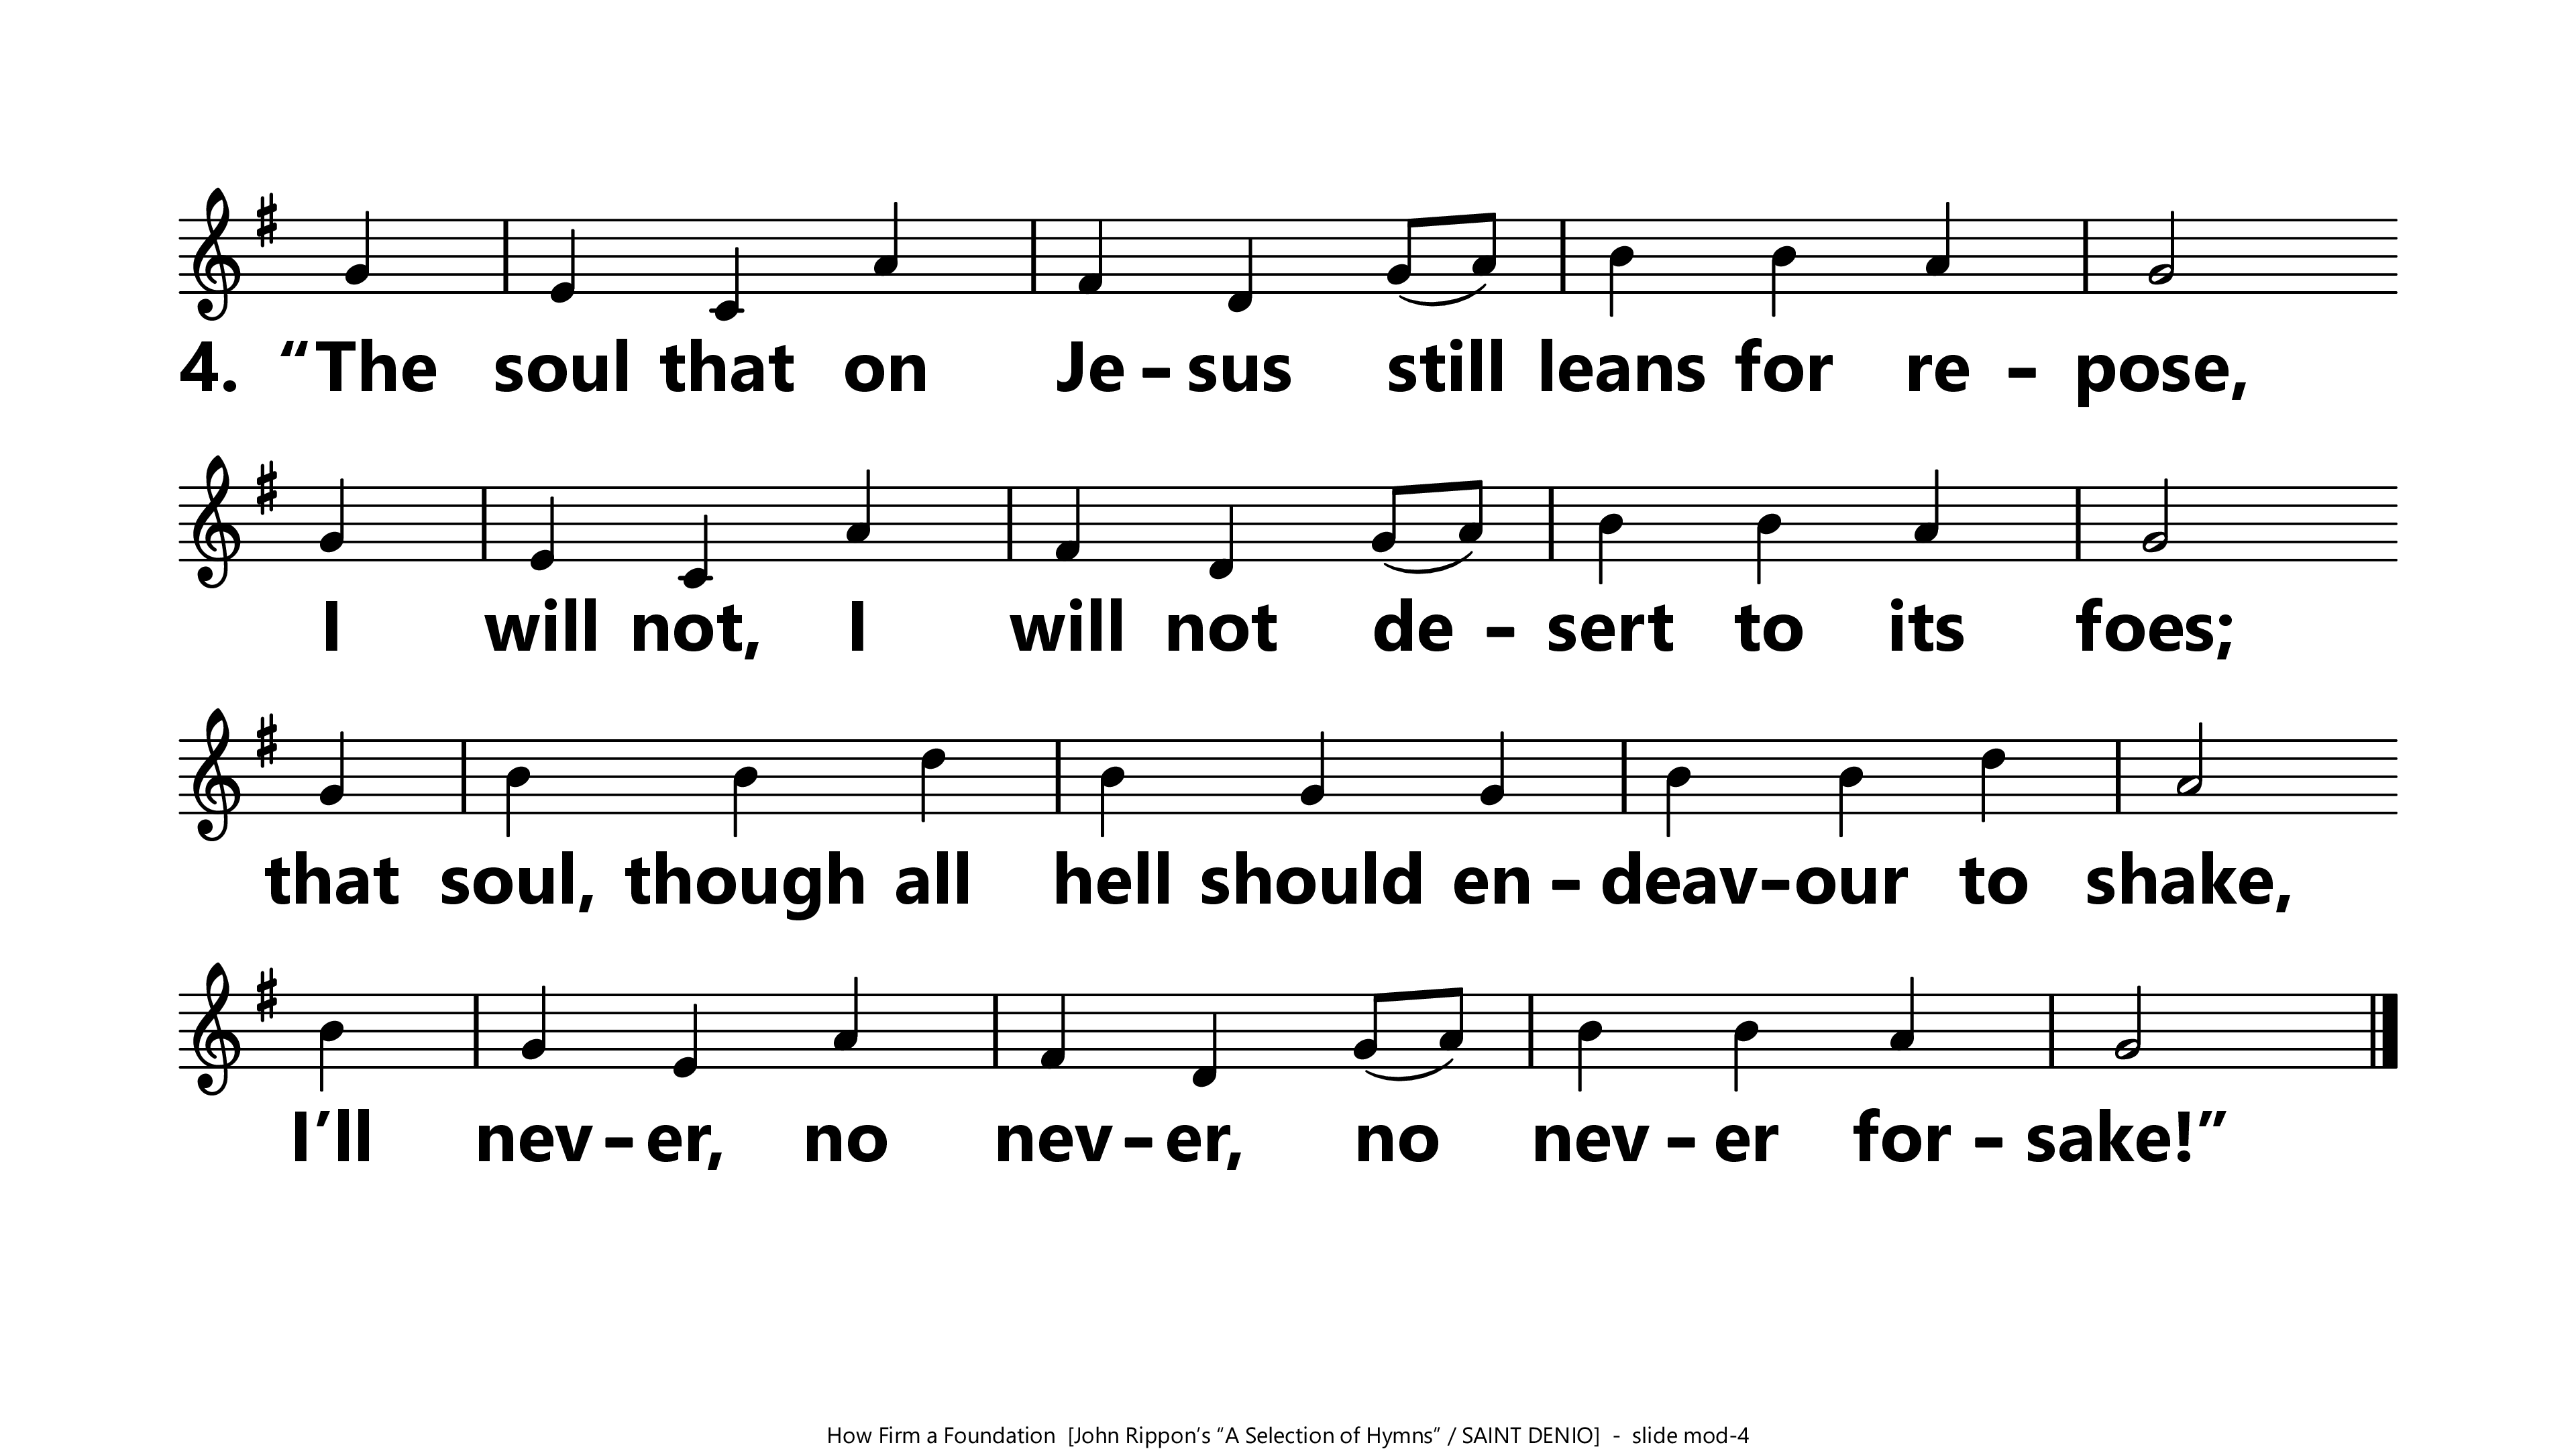 4. “The soul that on Je – sus still leans for re – pose,
I will not, I will not de – sert to its foes;
that soul, though all hell should en – deav–our to shake,
I’ll nev–er, no nev–er, no nev – er for – sake!”
How Firm a Foundation [John Rippon’s “A Selection of Hymns” / SAINT DENIO] - slide mod-4